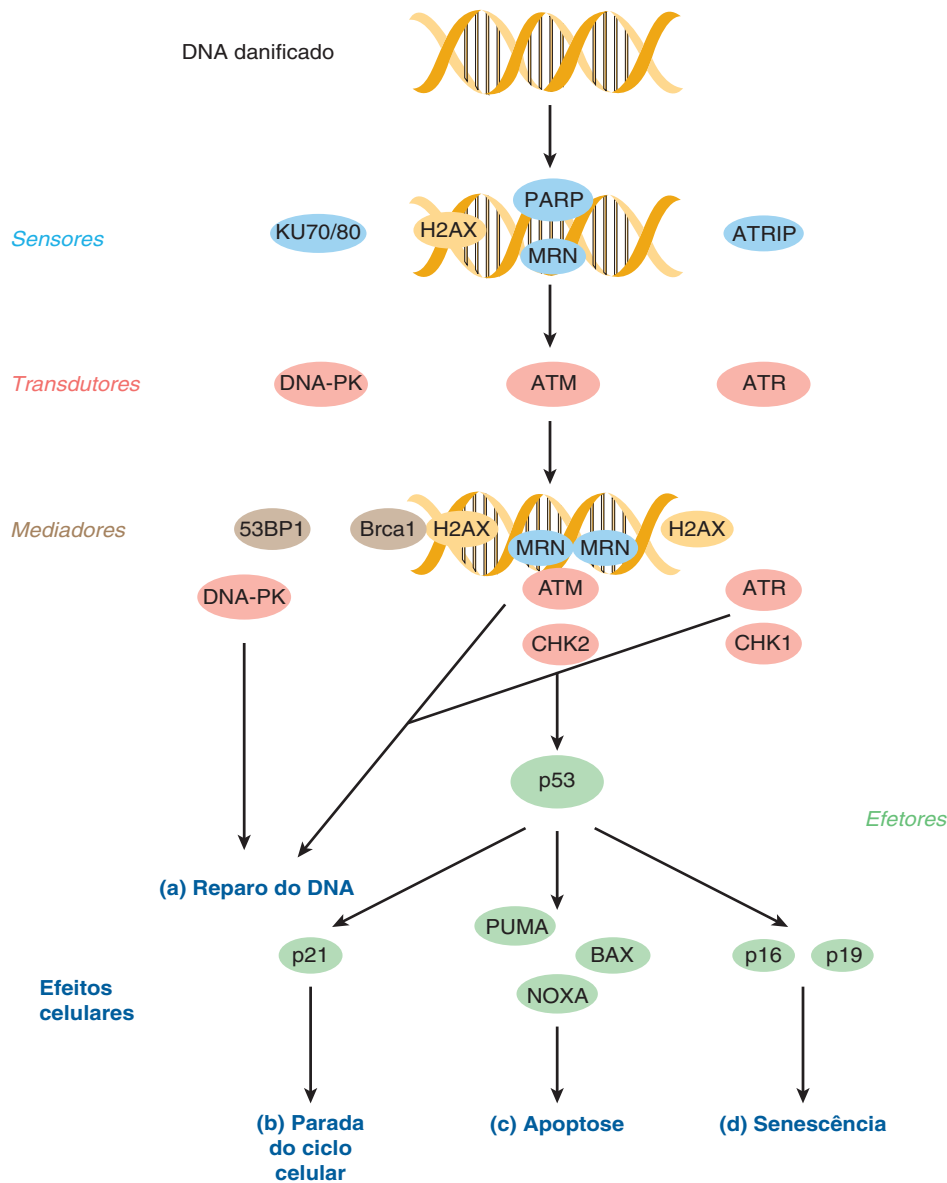 DNA danificado
PARP
KU70/80
H2AX
ATRIP
Sensores
MRN
Transdutores
DNA-PK
ATM
ATR
Mediadores
53BP1
Brca1
H2AX
H2AX
MRN
MRN
DNA-PK
ATM
ATR
CHK2
CHK1
p53
Efetores
(a) Reparo do DNA
PUMA
p21
BAX
p16
p19
NOXA
Efeitos
celulares
(b) Parada
do ciclo
celular
(c) Apoptose
(d) Senescência